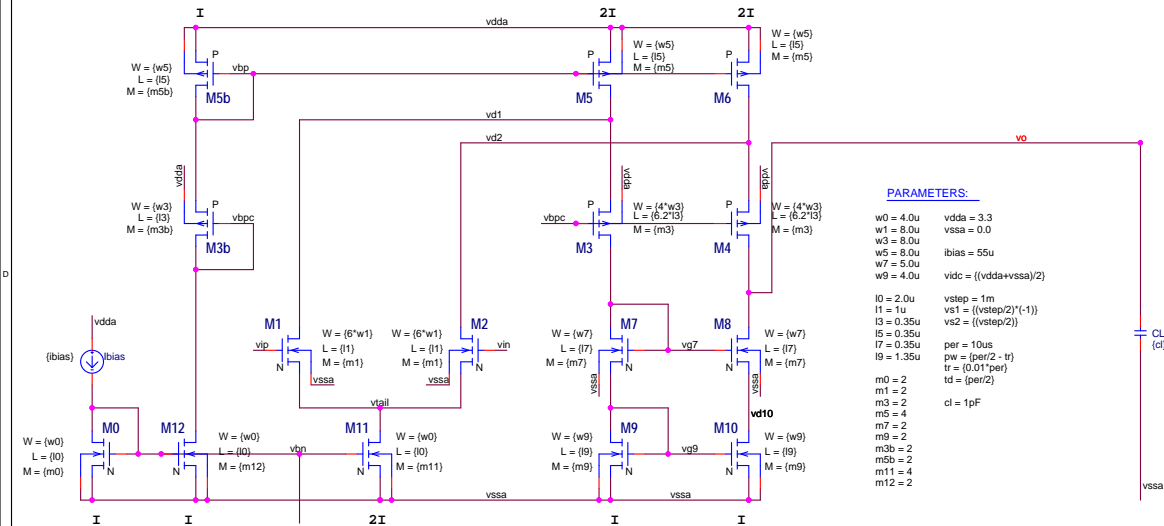 I
2I
2I
vdda
W = {w5}
L = {l5}
M = {m5b}
P
vbp
M5b
W = {w5}
L = {l5}
M = {m5}
P
M5
W = {w5}
L = {l5}
M = {m5}
P
M6
vd1
vd2
vo
vdda
W = {w3}
L = {l3}
M = {m3b}
P
vbpc
M3b
vbpc
P
M3
vdda
W = {4*w3}
L = {6.2*l3}
M = {m3}
P
M4
vdda
W = {4*w3}
L = {6.2*l3}
M = {m3}
PARAMETERS:
w0 = 4.0u
w1 = 8.0u
w3 = 8.0u
w5 = 8.0u
w7 = 5.0u
w9 = 4.0u
l0 = 2.0u
l1 = 1u
l3 = 0.35u
l5 = 0.35u
l7 = 0.35u
l9 = 1.35u
m0 = 2
m1 = 2
m3 = 2
m5 = 4
m7 = 2
m9 = 2
m3b = 2
m5b = 2
m11 = 4
m12 = 2
vdda = 3.3
vssa = 0.0
ibias = 55u
vidc = {(vdda+vssa)/2}
vstep = 1m
vs1 = {(vstep/2)*(-1)}
vs2 = {(vstep/2)}
per = 10us
pw = {per/2 - tr}
tr = {0.01*per}
td = {per/2}
cl = 1pF
D
vdda
{ibias}
Ibias
M1
vip
N
W = {6*w1}
L = {l1}
M = {m1}
vssa
M2
W = {6*w1}
L = {l1}
M = {m1}
vin
N
vssa
M7
W = {w7}
L = {l7}
M = {m7}
N
vssa
vg7
M8
W = {w7}
L = {l7}
M = {m7}
N
vssa
CL
{cl}
vtail
vd10
M0
W = {w0}
L = {l0}
M = {m0}
N
M12
W = {w0}
L = {l0}
M = {m12}
N
vbn
M11
W = {w0}
L = {l0}
M = {m11}
N
M9
W = {w9}
L = {l9}
M = {m9}
N
vg9
M10
W = {w9}
L = {l9}
M = {m9}
N
vssa
vssa
vssa
I
I
2I
I
I